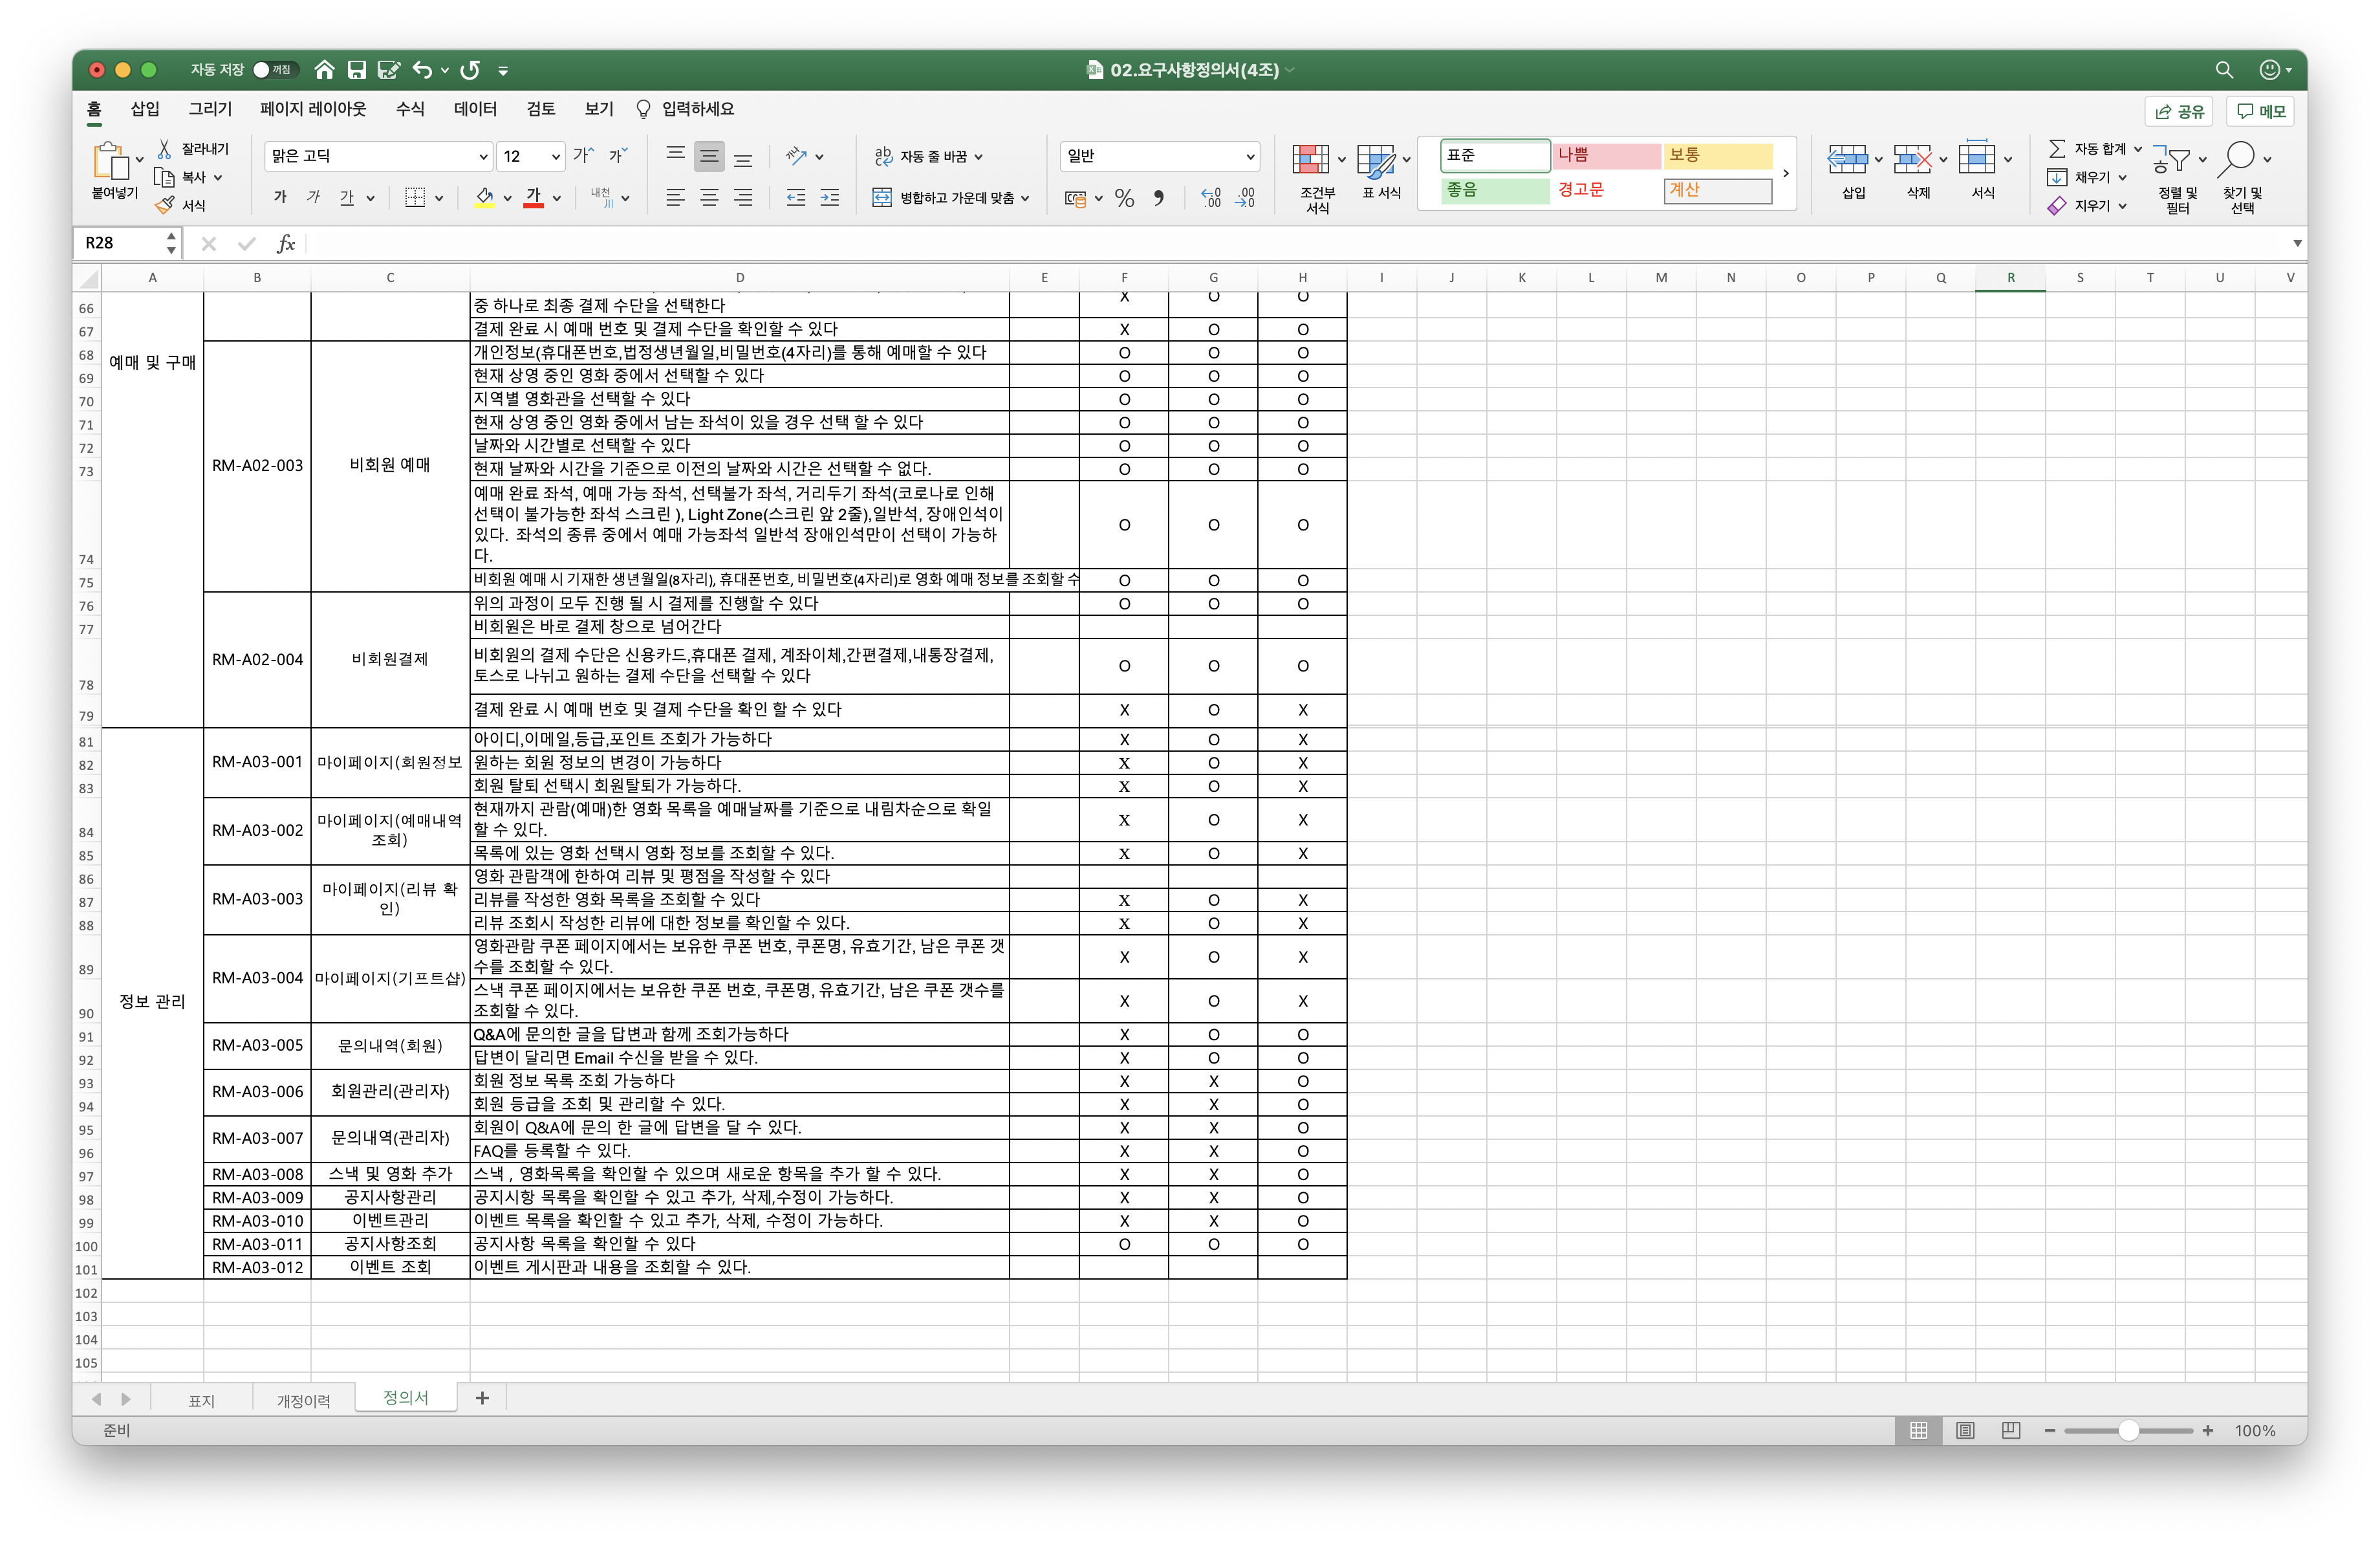 자동 저장 꺼짐 02.요구사항정의서(4조)
홈 삽입 그리기 페이지 레이아웃 수식 데이터 검토 보기 입력하세요 공유 메모
붙여넣기 잘라내기 복사 서식
맑은 고딕 12 가 가
가 가 가 가 내천
자동 줄 바꿈
병합하고 가운데 맞춤
일반
% .00 .00
조건부 서식
표 서식
표준 나쁨 보통
좋음 경고문 계산
삽입 삭제 서식
자동 합계
채우기
지우기
정렬 및 필터
찾기 및 선택
R28 fx
A B C D E F G H I J K L M N O P Q R S T U V
예매 및 구매
66 중 하나로 최종 결제 수단을 선택한다 X O O
67 결제 완료 시 예매 번호 및 결제 수단을 확인할 수 있다 X O O
RM-A02-003 비회원 예매
68 개인정보(휴대폰번호,법정생년월일,비밀번호(4자리)를 통해 예매할 수 있다 O O O
69 현재 상영 중인 영화 중에서 선택할 수 있다 O O O
70 지역별 영화관을 선택할 수 있다 O O O
71 현재 상영 중인 영화 중에서 남는 좌석이 있을 경우 선택 할 수 있다 O O O
72 날짜와 시간별로 선택할 수 있다 O O O
73 현재 날짜와 시간을 기준으로 이전의 날짜와 시간은 선택할 수 없다. O O O
예매 완료 좌석, 예매 가능 좌석, 선택불가 좌석, 거리두기 좌석(코로나로 인해
선택이 불가능한 좌석 스크린 ), Light Zone(스크린 앞 2줄),일반석, 장애인석이
있다. 좌석의 종류 중에서 예매 가능좌석 일반석 장애인석만이 선택이 가능하
74 다. O O O
75 비회원 예매 시 기재한 생년월일(8자리), 휴대폰번호, 비밀번호(4자리)로 영화 예매 정보를 조회할 수 O O O
RM-A02-004 비회원결제
76 위의 과정이 모두 진행 될 시 결제를 진행할 수 있다 O O O
77 비회원은 바로 결제 창으로 넘어간다
비회원의 결제 수단은 신용카드,휴대폰 결제, 계좌이체,간편결제,내통장결제,
78 토스로 나뉘고 원하는 결제 수단을 선택할 수 있다 O O O
79 결제 완료 시 예매 번호 및 결제 수단을 확인 할 수 있다 X O X
정보 관리
RM-A03-001 마이페이지(회원정보
81 아이디,이메일,등급,포인트 조회가 가능하다 X O X
82 원하는 회원 정보의 변경이 가능하다 X O X
83 회원 탈퇴 선택시 회원탈퇴가 가능하다. X O X
RM-A03-002 마이페이지(예매내역
조회)
현재까지 관람(예매)한 영화 목록을 예매날짜를 기준으로 내림차순으로 확일
84 할 수 있다. X O X
85 목록에 있는 영화 선택시 영화 정보를 조회할 수 있다. X O X
RM-A03-003 마이페이지(리뷰 확
인)
86 영화 관람객에 한하여 리뷰 및 평점을 작성할 수 있다
87 리뷰를 작성한 영화 목록을 조회할 수 있다 X O X
88 리뷰 조회시 작성한 리뷰에 대한 정보를 확인할 수 있다. X O X
RM-A03-004 마이페이지(기프트샵)
영화관람 쿠폰 페이지에서는 보유한 쿠폰 번호, 쿠폰명, 유효기간, 남은 쿠폰 갯
89 수를 조회할 수 있다. X O X
스낵 쿠폰 페이지에서는 보유한 쿠폰 번호, 쿠폰명, 유효기간, 남은 쿠폰 갯수를
90 조회할 수 있다. X O X
RM-A03-005 문의내역(회원)
91 Q&A에 문의한 글을 답변과 함께 조회가능하다 X O O
92 답변이 달리면 Email 수신을 받을 수 있다. X O O
RM-A03-006 회원관리(관리자)
93 회원 정보 목록 조회 가능하다 X X O
94 회원 등급을 조회 및 관리할 수 있다. X X O
RM-A03-007 문의내역(관리자)
95 회원이 Q&A에 문의 한 글에 답변을 달 수 있다. X X O
96 FAQ를 등록할 수 있다. X X O
97 RM-A03-008 스낵 및 영화 추가 스낵 , 영화목록을 확인할 수 있으며 새로운 항목을 추가 할 수 있다. X X O
98 RM-A03-009 공지사항관리 공지시항 목록을 확인할 수 있고 추가, 삭제,수정이 가능하다. X X O
99 RM-A03-010 이벤트관리 이벤트 목록을 확인할 수 있고 추가, 삭제, 수정이 가능하다. X X O
100 RM-A03-011 공지사항조회 공지사항 목록을 확인할 수 있다 O O O
101 RM-A03-012 이벤트 조회 이벤트 게시판과 내용을 조회할 수 있다.
102
103
104
105
표지 개정이력 정의서 +
준비 100%